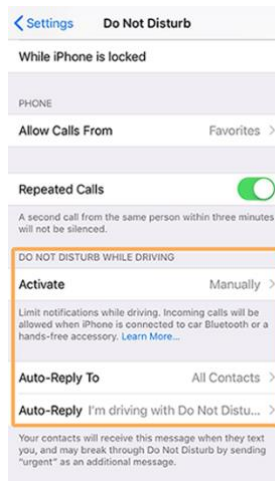 Settings Do Not Disturb
While iPhone is locked
PHONE
Allow Calls From Favorites >
Repeated Calls
A second call from the same person within three minutes
will not be silenced.
DO NOT DISTURB WHILE DRIVING
Activate Manually >
Limit notifications while driving. Incoming calls will be
allowed when iPhone is connected to car Bluetooth or a
hands-free accessory. Learn More...
Auto-Reply To All Contacts >
Auto-Reply I'm driving with Do Not Distu... >
Your contacts will receive this message when they text
you, and may break through Do Not Disturb by sending
"urgent" as an additional message.